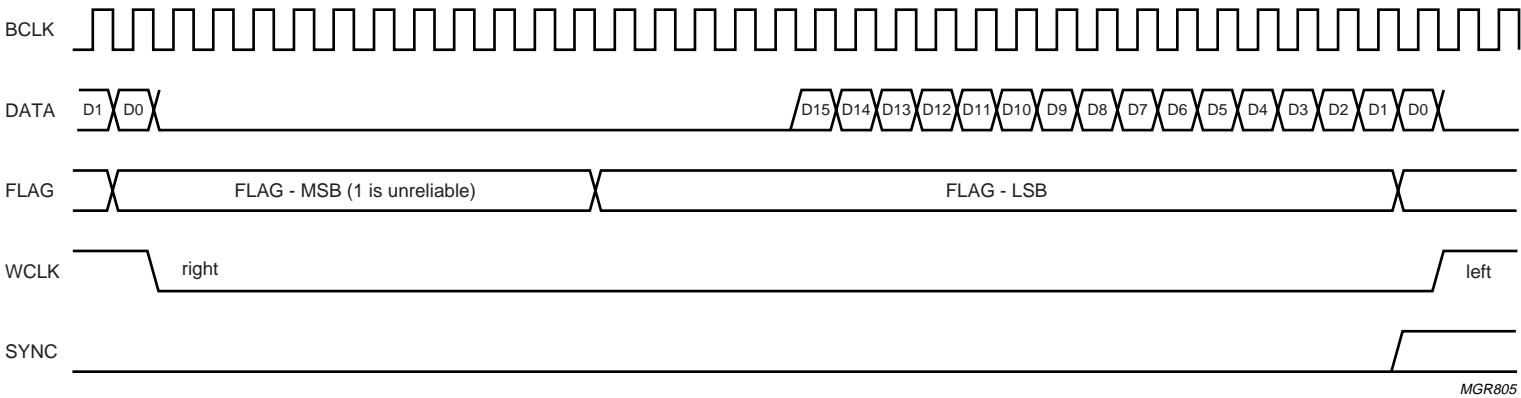 BCLK
DATA D1 D0 D15 D14 D13 D12 D11 D10 D9 D8 D7 D6 D5 D4 D3 D2 D1 D0
FLAG FLAG - MSB (1 is unreliable) FLAG - LSB
WCLK right left
SYNC
MGR805